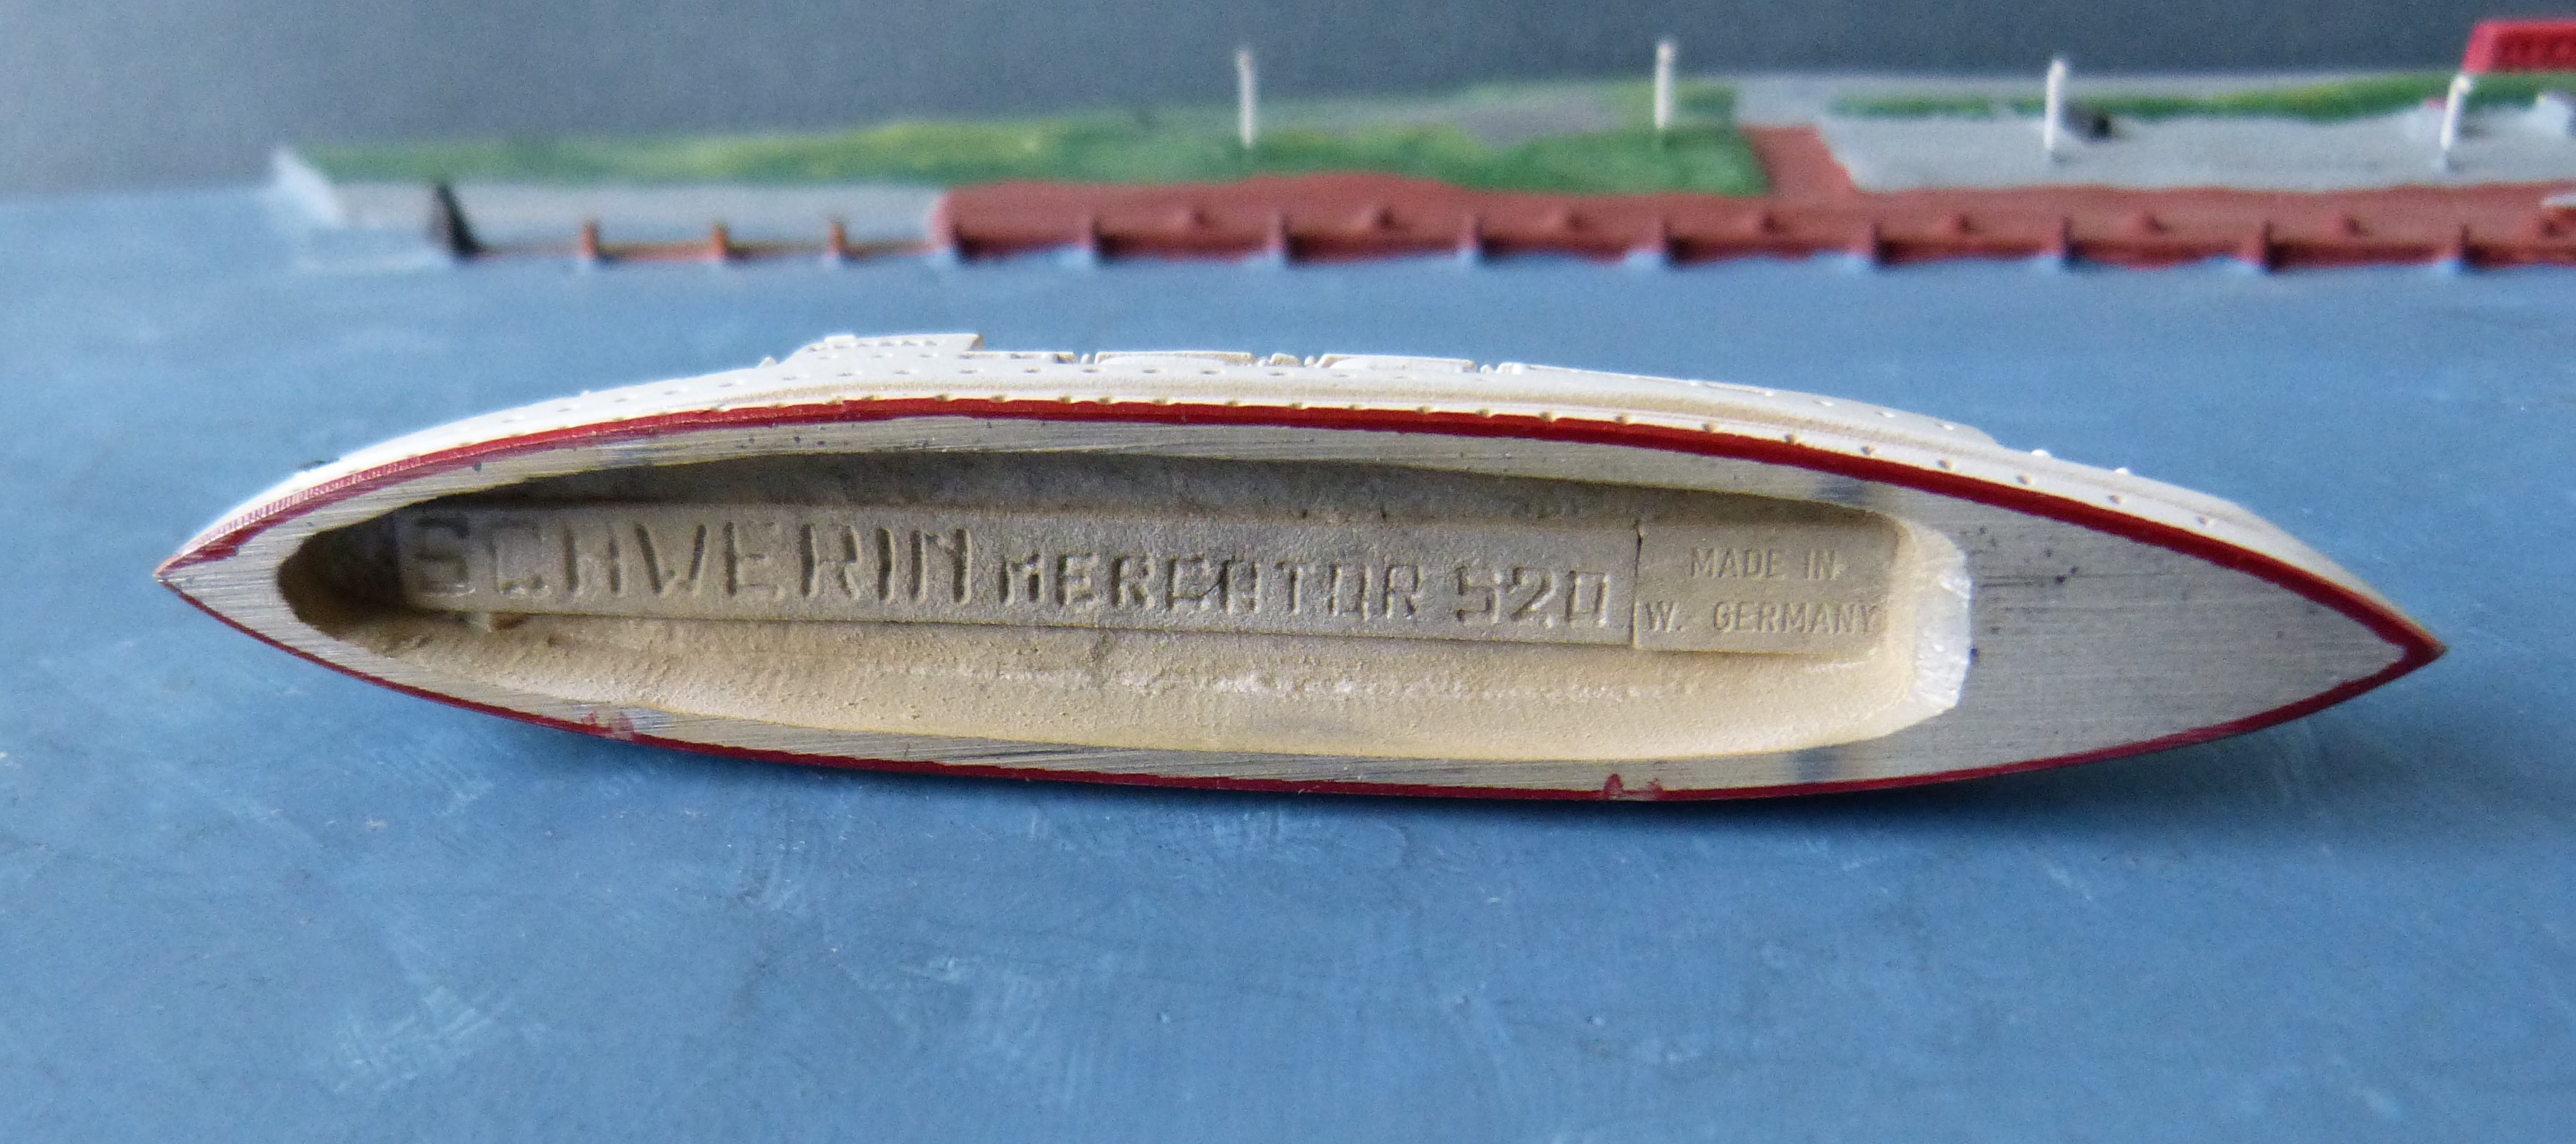 SCHWERIN MERCATOR 520
MADE IN
W. GERMANY